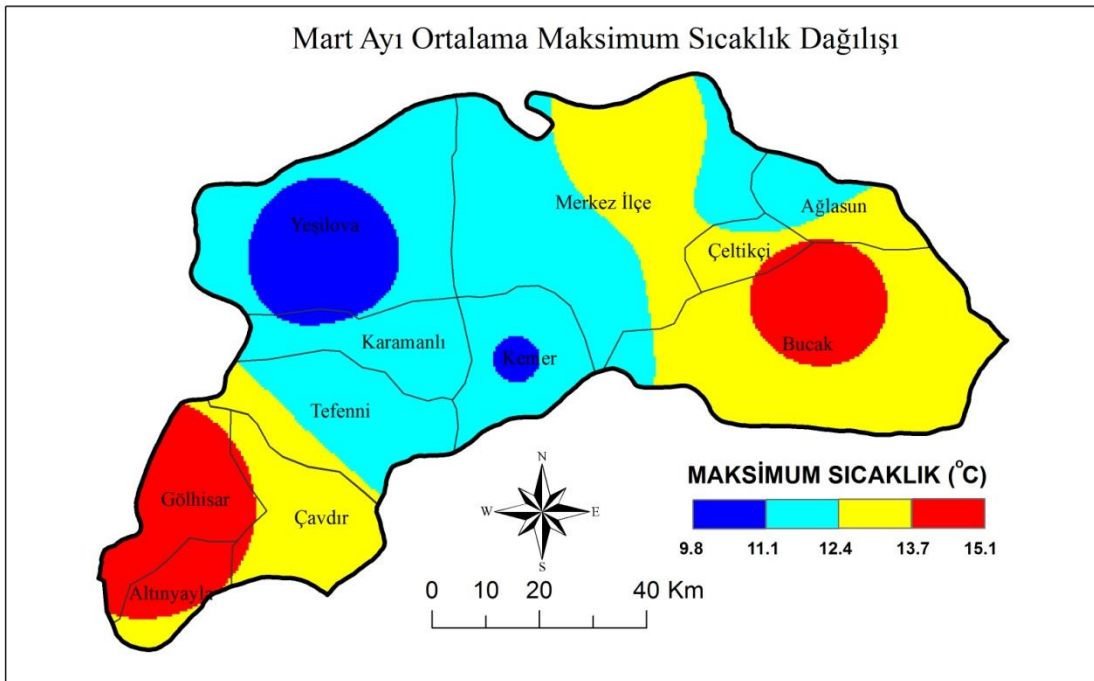 Mart Ayı Ortalama Maksimum Sıcaklık Dağılışı
Yeşilova
Merkez İlçe
Ağlasun
Çeltikçi
Karamanlı
Kemer
Bucak
Tefenni
Gölhisar
Çavdır
Altınyayla
N
W E
S
MAKSİMUM SICAKLIK (°C)
9.8 11.1 12.4 13.7 15.1
0 10 20 40 Km